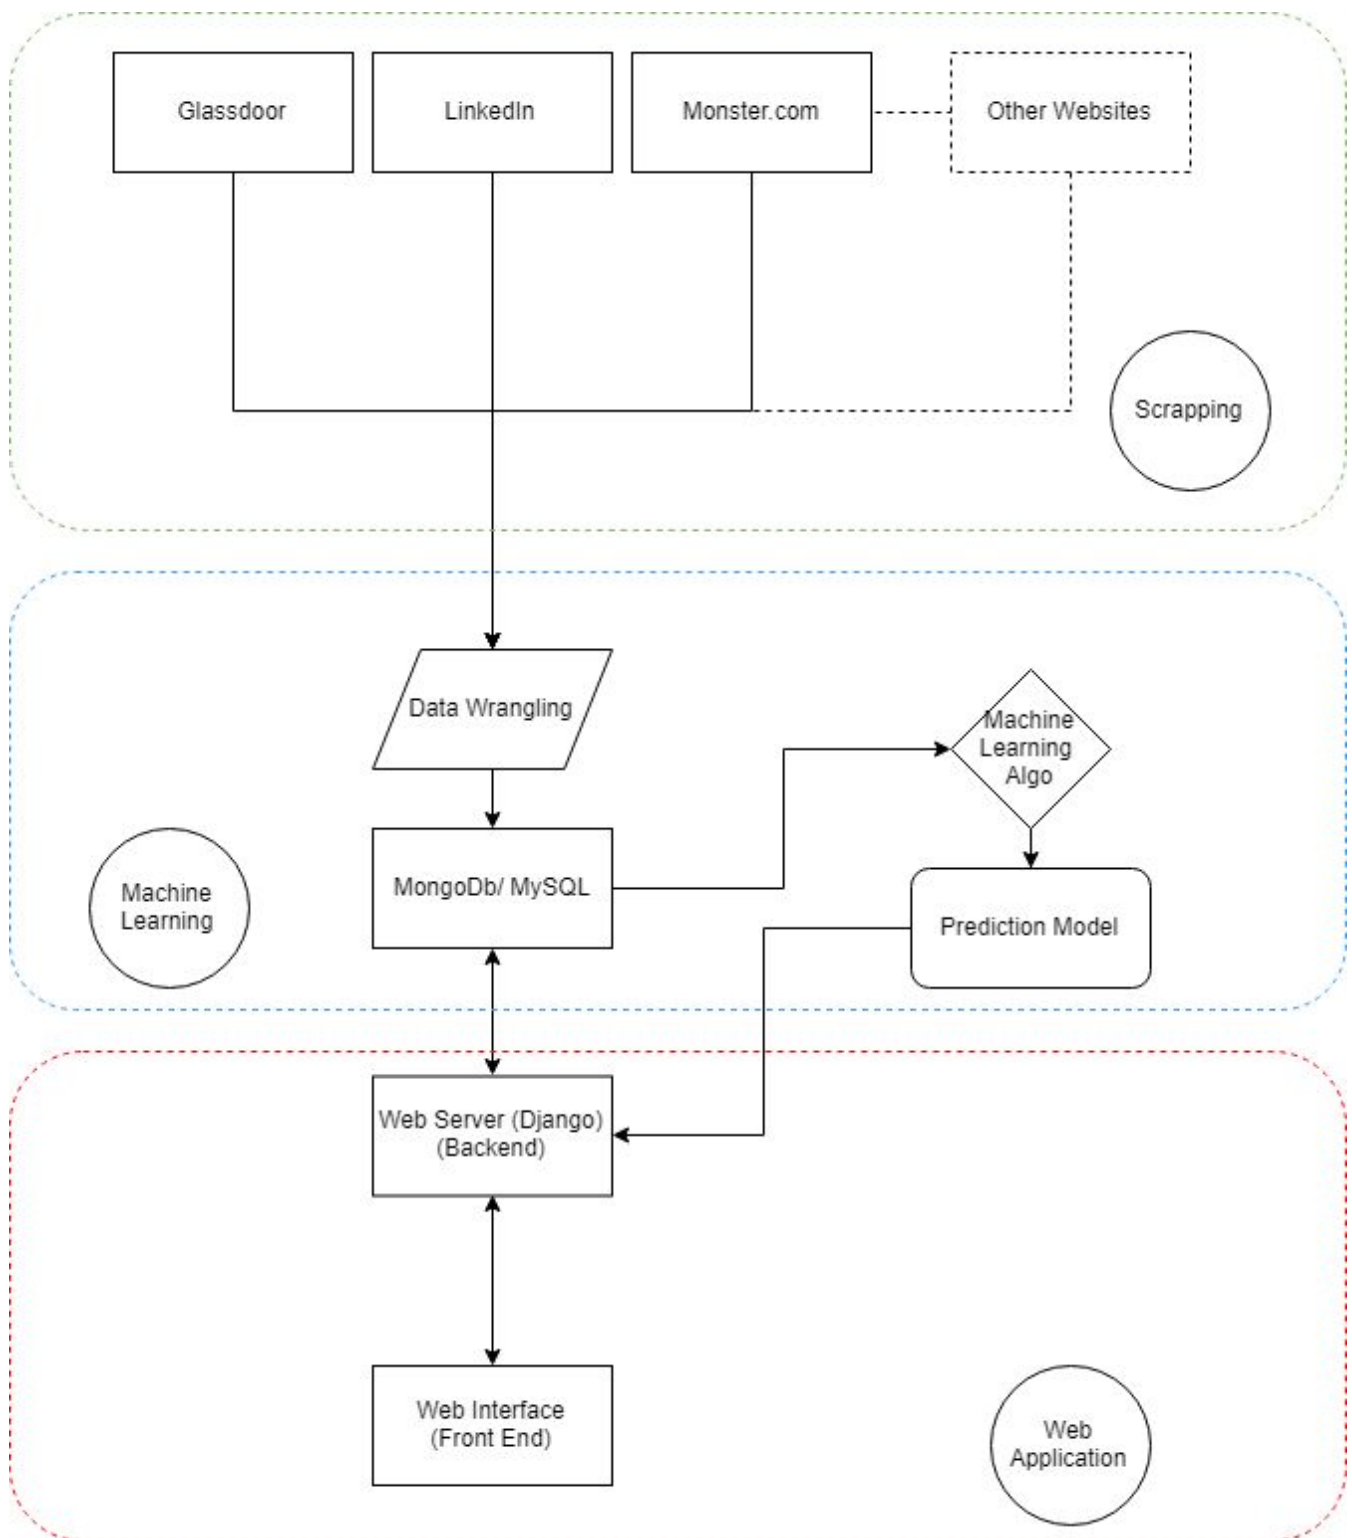 Glassdoor
LinkedIn
Monster.com
Other Websites
Scrapping
Data Wrangling
Machine
Learning
Algo
MongoDb/ MySQL
Machine
Learning
Prediction Model
Web Server (Django)
(Backend)
Web Interface
(Front End)
Web
Application